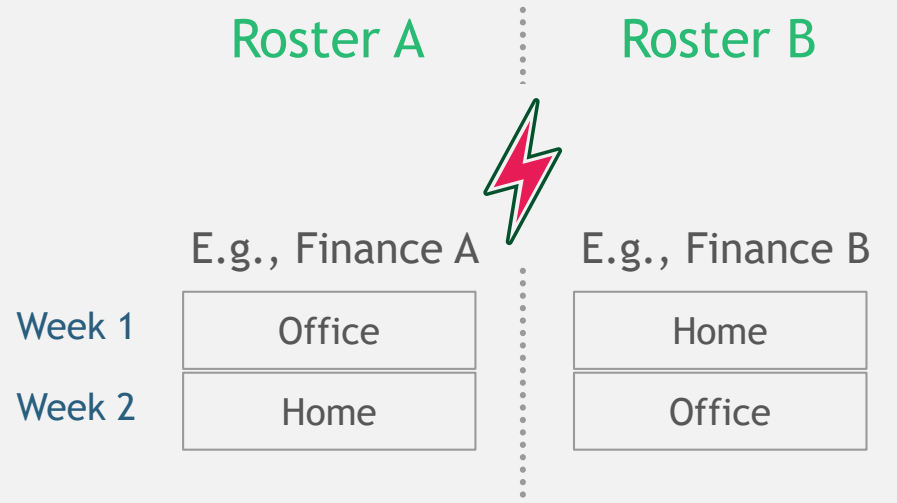 Roster A Roster B
E.g., Finance A E.g., Finance B
Week 1 Office Home
Week 2 Home Office